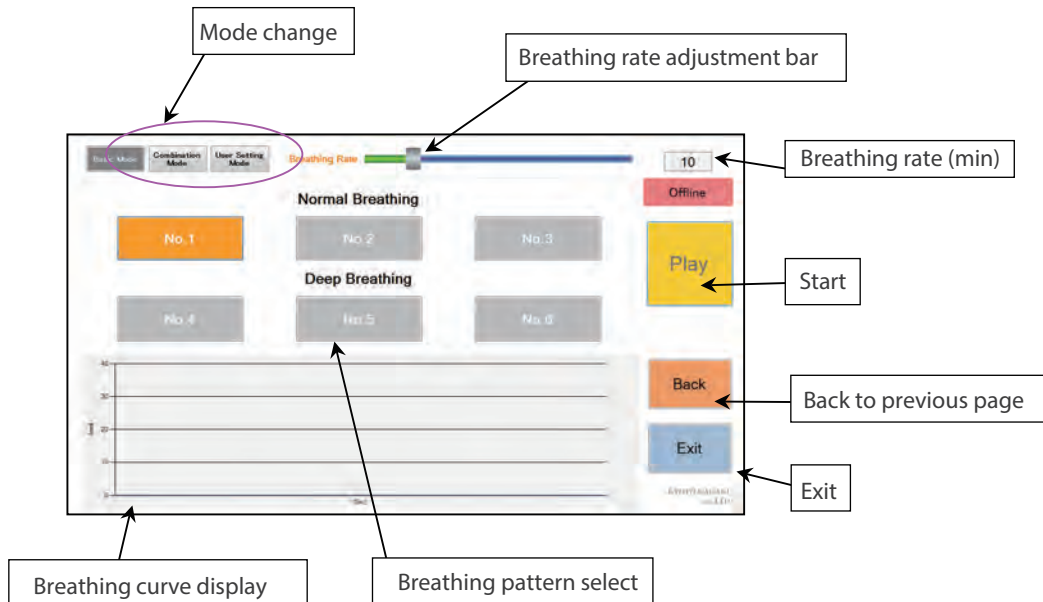 Mode change
Breathing rate adjustment bar
Basic Mode
Combination
Mode
User Setting
Mode
Breathing Rate
10
Breathing rate (min)
Offline
Normal Breathing
No.1
No.2
No.3
Play
Start
Deep Breathing
No.4
No.5
No.6
40
30
20
10
0
Back
Back to previous page
Exit
Exit
Breathing curve display
Breathing pattern select